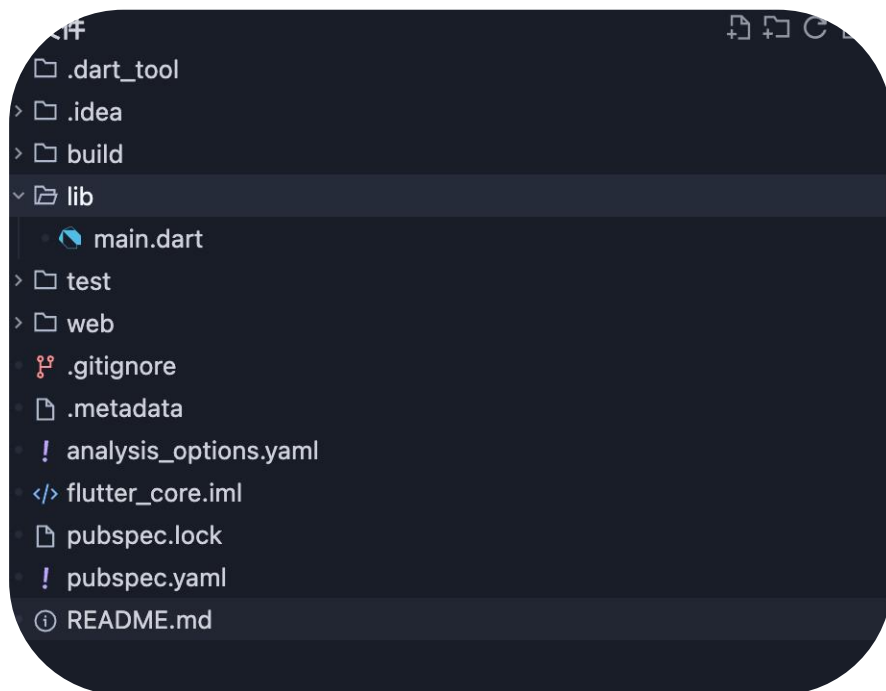 件
.dart_tool
.idea
build
lib
main.dart
test
web
.gitignore
.metadata
analysis_options.yaml
flutter_core.iml
pubspec.lock
pubspec.yaml
README.md